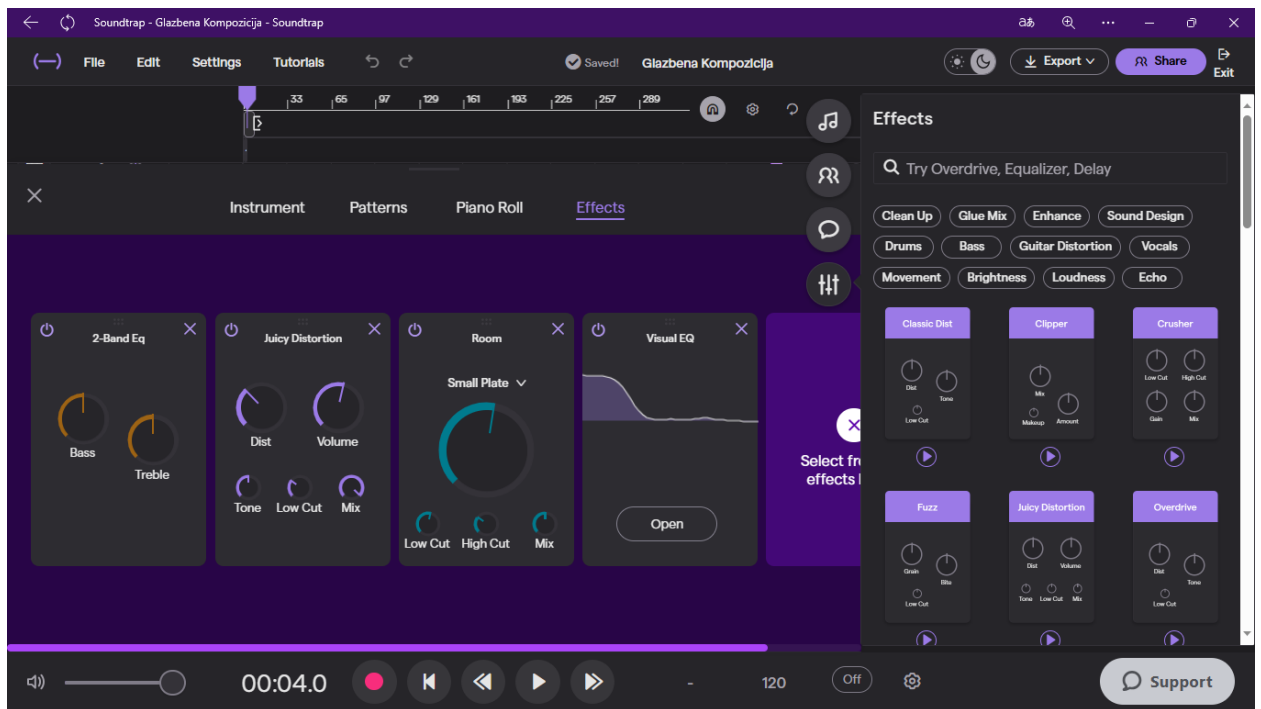 Soundtrap - Glazbena Kompozicija - Soundtrap
File Edit Settings Tutorials Saved! Glazbena Kompozicija Export Share Exit
33 65 97 129 161 193 225 257 289
Instrument Patterns Piano Roll Effects
2-Band Eq
Bass
Treble
Juicy Distortion
Dist Volume
Tone Low Cut Mix
Room
Small Plate
Low Cut High Cut Mix
Visual EQ
Open
Select fr
effects
Effects
Try Overdrive, Equalizer, Delay
Clean Up Glue Mix Enhance Sound Design
Drums Bass Guitar Distortion Vocals
Movement Brightness Loudness Echo
Classic Dist
Dist
Tone
Low Cut
Clipper
Mix
Makeup Amount
Crusher
Low Cut High Cut
Gain Mix
Fuzz
Grain
Bite
Low Cut
Juicy Distortion
Dist Volume
Tone Low Cut Mix
Overdrive
Dist
Tone
Low Cut
00:04.0 - 120 Off Support